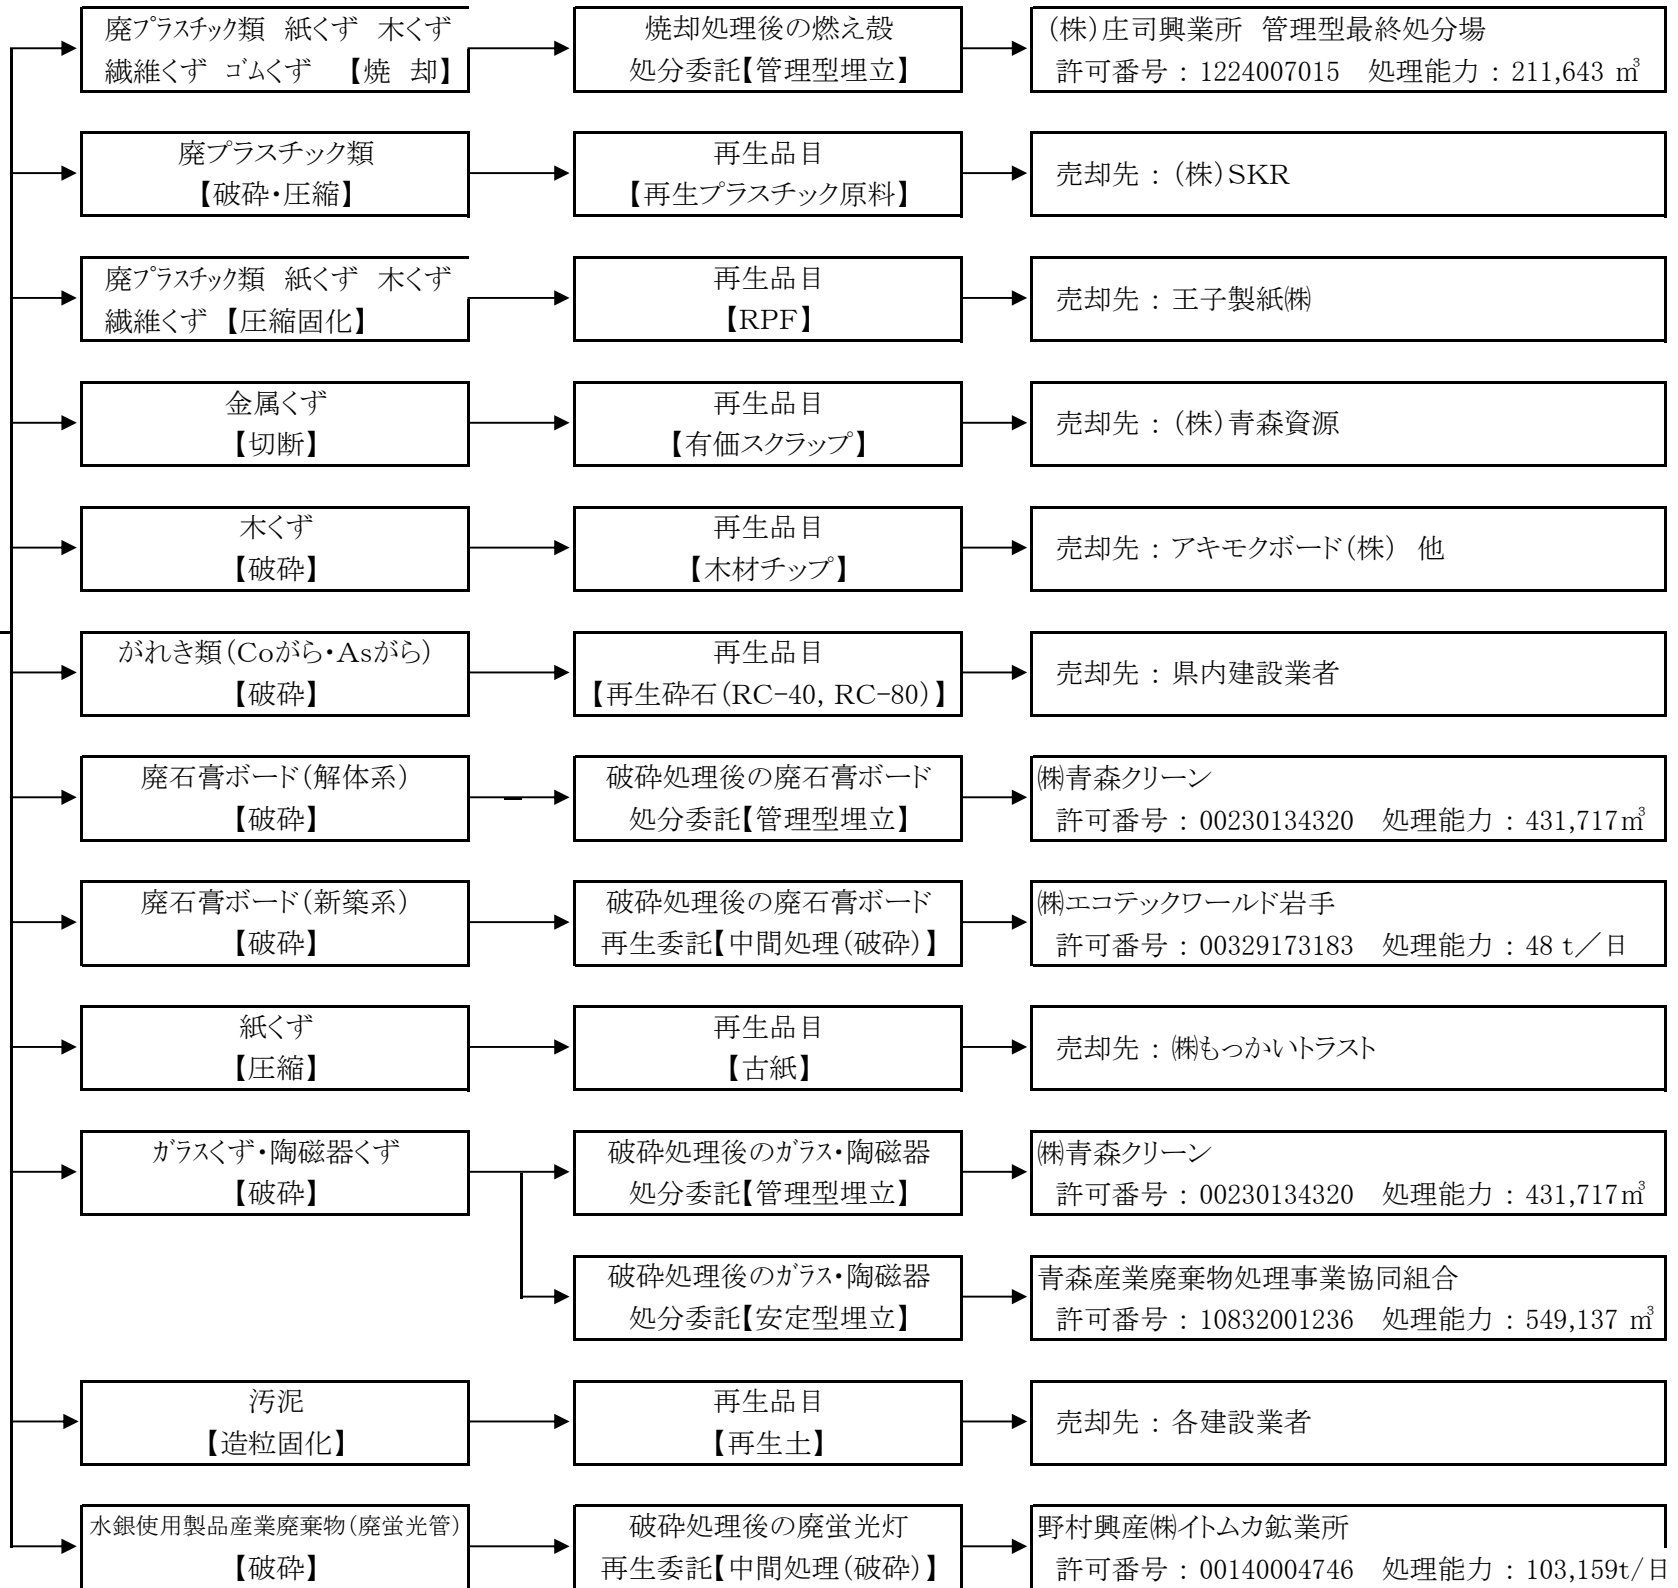 廃プラスチック類 紙くず 木くず
繊維くず ゴムくず 【焼 却】
焼却処理後の燃え殻
処分委託【管理型埋立】
(株)庄司興業所 管理型最終処分場
許可番号：1224007015 処理能力：211,643 ㎥
廃プラスチック類
【破砕・圧縮】
再生品目
【再生プラスチック原料】
売却先：(株)SKR
廃プラスチック類 紙くず 木くず
繊維くず 【圧縮固化】
再生品目
【RPF】
売却先：王子製紙㈱
金属くず
【切断】
再生品目
【有価スクラップ】
売却先：(株)青森資源
木くず
【破砕】
再生品目
【木材チップ】
売却先：アキモクボード(株) 他
がれき類(Coがら・Asがら)
【破砕】
再生品目
【再生砕石(RC-40, RC-80)】
売却先：県内建設業者
廃石膏ボード(解体系)
【破砕】
破砕処理後の廃石膏ボード
処分委託【管理型埋立】
㈱青森クリーン
許可番号：00230134320 処理能力：431,717㎥
廃石膏ボード(新築系)
【破砕】
破砕処理後の廃石膏ボード
再生委託【中間処理(破砕)】
㈱エコテックワールド岩手
許可番号：00329173183 処理能力：48 t／日
紙くず
【圧縮】
再生品目
【古紙】
売却先：㈱もっかいトラスト
ガラスくず・陶磁器くず
【破砕】
破砕処理後のガラス・陶磁器
処分委託【管理型埋立】
㈱青森クリーン
許可番号：00230134320 処理能力：431,717㎥
破砕処理後のガラス・陶磁器
処分委託【安定型埋立】
青森産業廃棄物処理事業協同組合
許可番号：10832001236 処理能力：549,137 ㎥
汚泥
【造粒固化】
再生品目
【再生土】
売却先：各建設業者
水銀使用製品産業廃棄物(廃蛍光管)
【破砕】
破砕処理後の廃蛍光灯
再生委託【中間処理(破砕)】
野村興産㈱イトムカ鉱業所
許可番号：00140004746 処理能力：103,159t/日